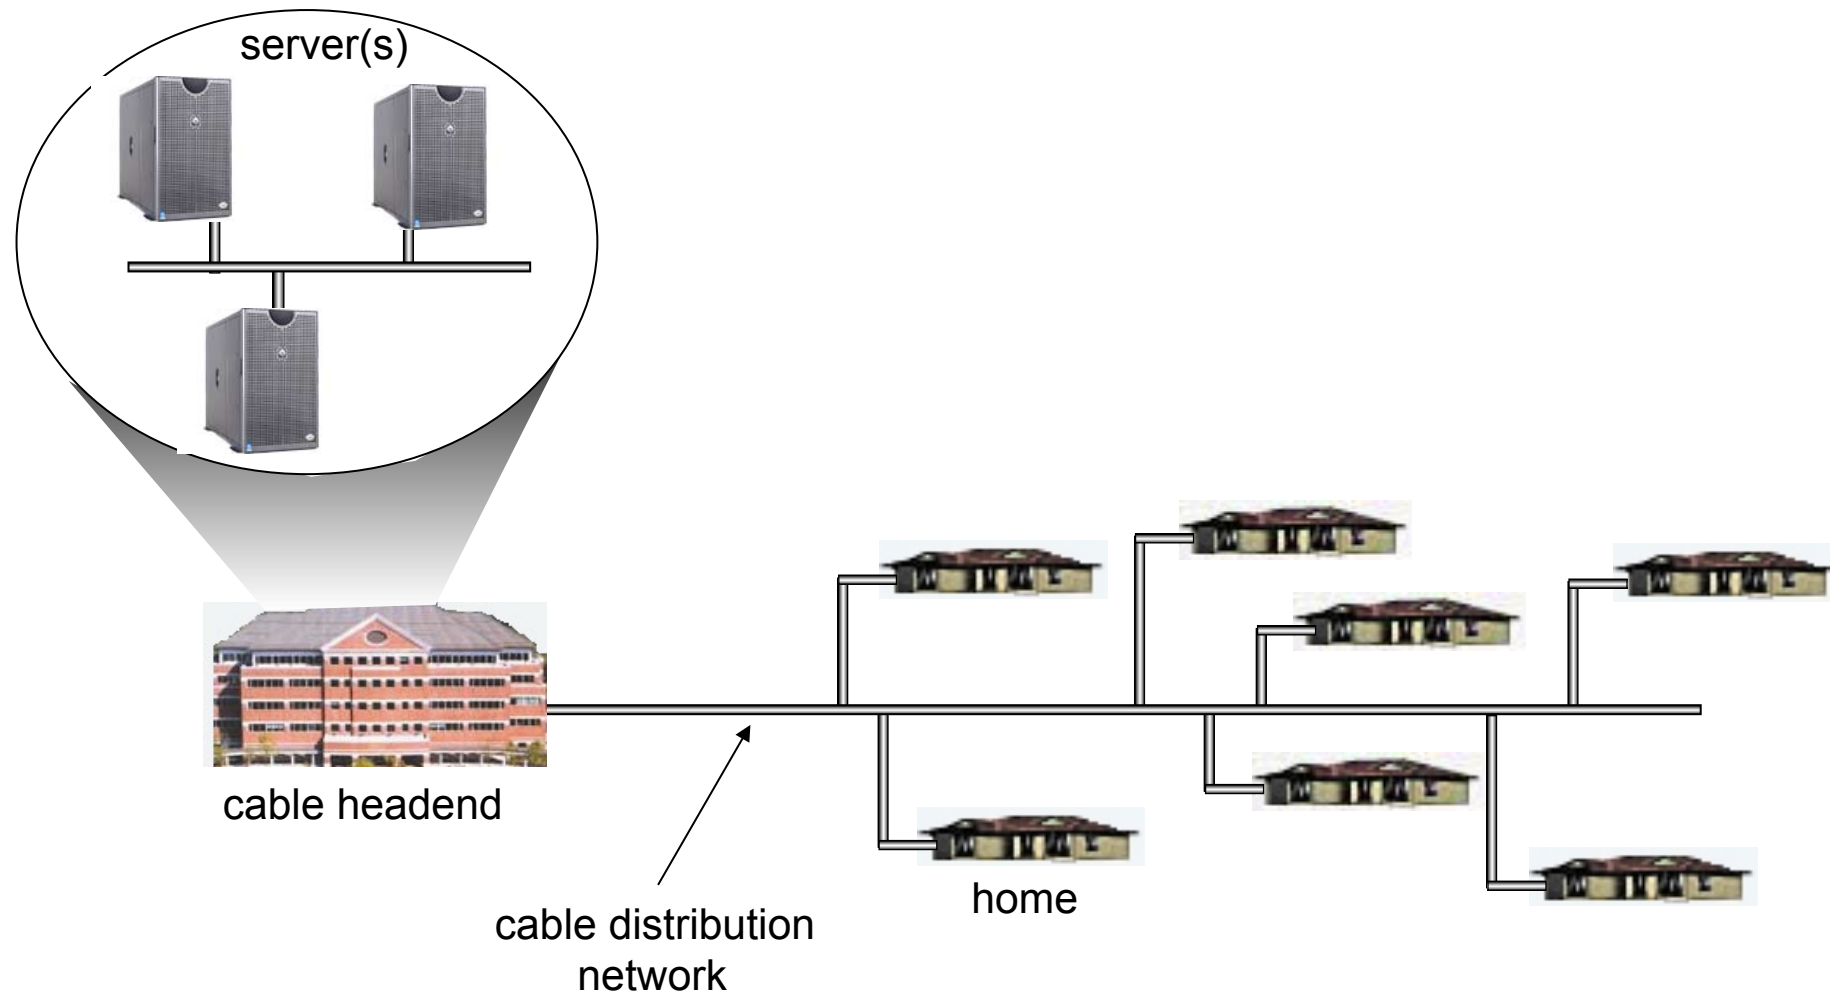 server(s)
cable headend
home
cable distribution
network